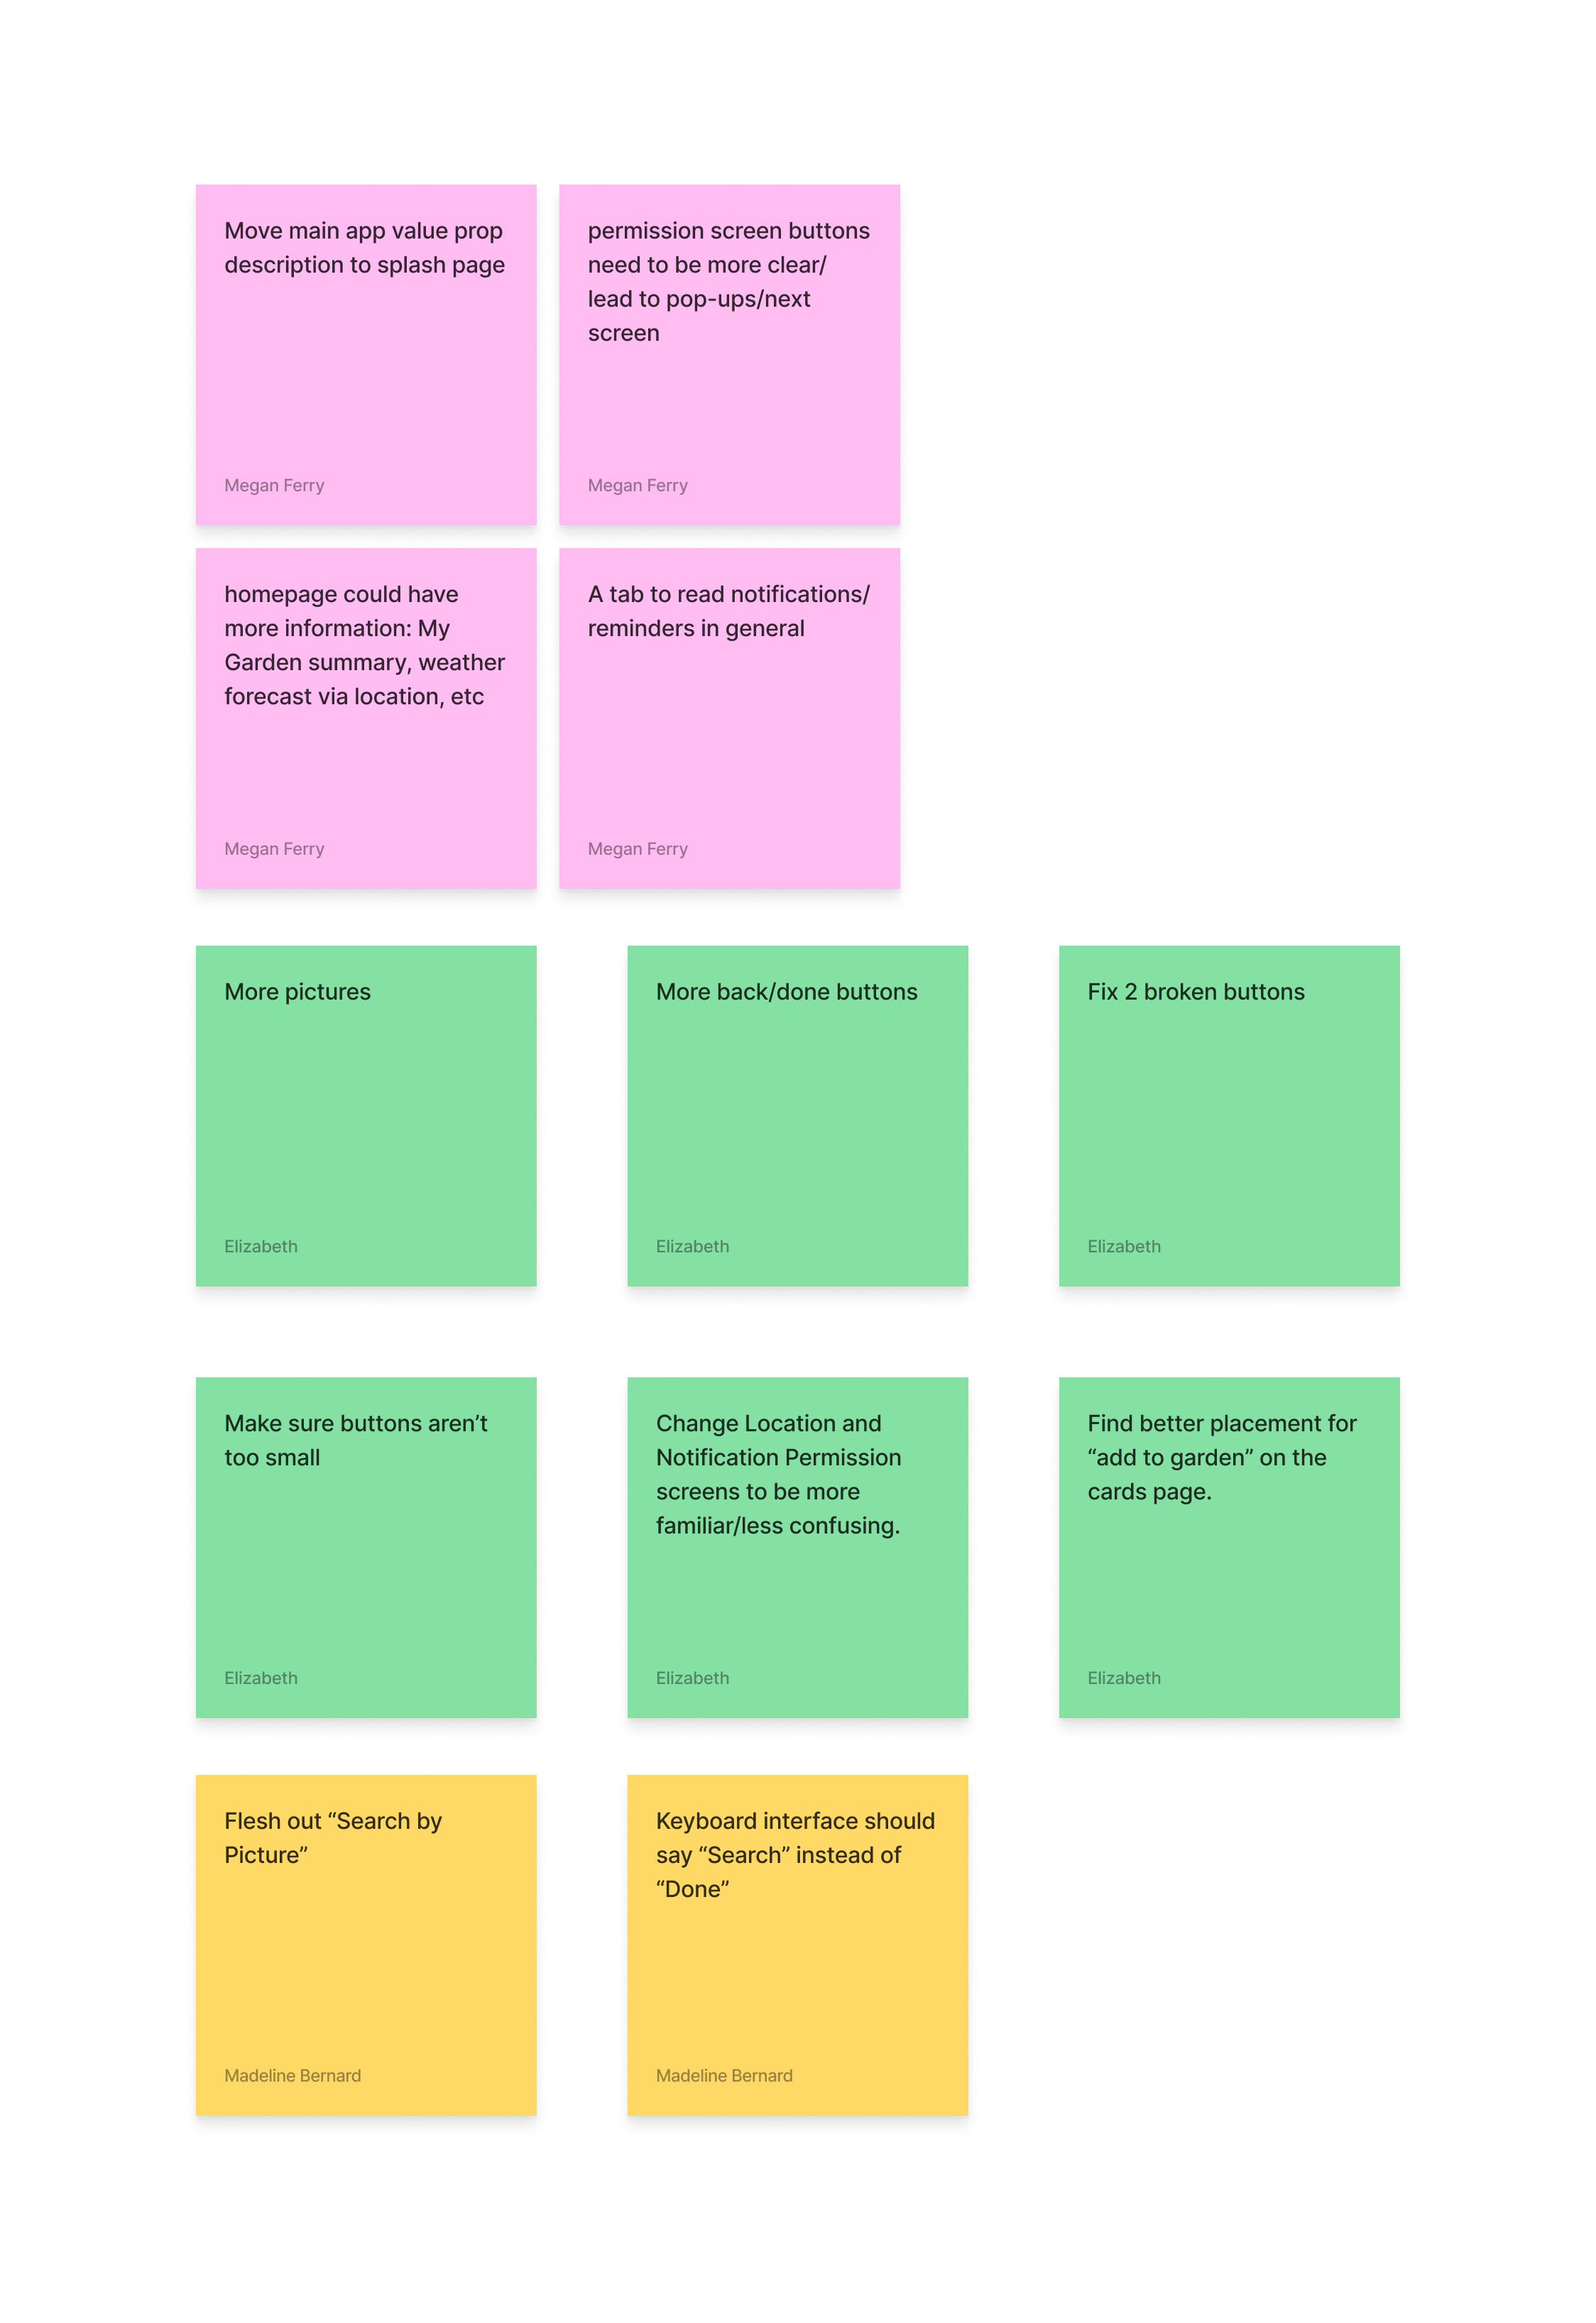 Move main app value prop
description to splash page
Megan Ferry
permission screen buttons
need to be more clear/
lead to pop-ups/next
screen
Megan Ferry
homepage could have
more information: My
Garden summary, weather
forecast via location, etc
Megan Ferry
A tab to read notifications/
reminders in general
Megan Ferry
More pictures
Elizabeth
More back/done buttons
Elizabeth
Fix 2 broken buttons
Elizabeth
Make sure buttons aren’t
too small
Elizabeth
Change Location and
Notification Permission
screens to be more
familiar/less confusing.
Elizabeth
Find better placement for
“add to garden” on the
cards page.
Elizabeth
Flesh out “Search by
Picture”
Madeline Bernard
Keyboard interface should
say “Search” instead of
“Done”
Madeline Bernard